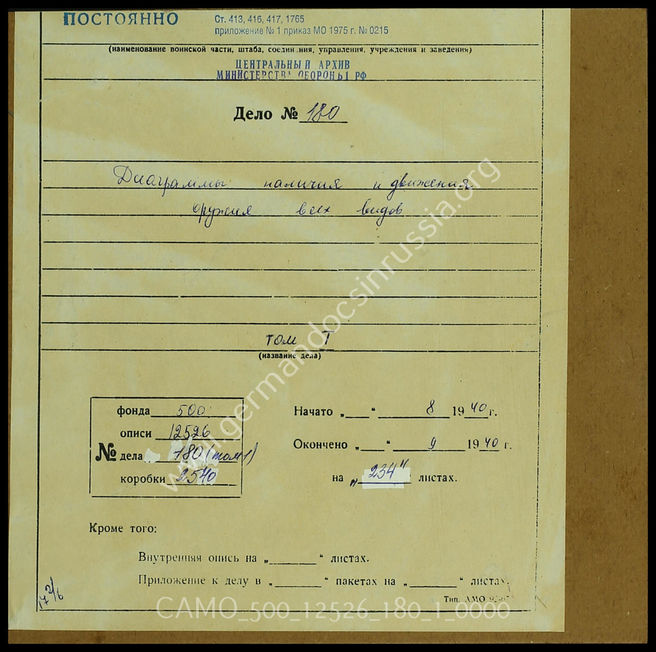 ПОСТОЯННО
Ст. 413, 416, 417, 1765
приложение № 1 приказ МО 1975 г. № 0215
(наименование воинской части, штаба, соединения, управления, учреждения и заведения)
ЦЕНТРАЛЬНЫЙ АРХИВ
МИНИСТЕРСТВА ОБОРОНЫ РФ
Дело № 180
Диаграммы наличия и движения
оружия всех видов
том I
(название дела)
фонда 500
описи 12526
№ дела 180 (том 1)
коробки 2540
Начато „ “ 8 1940 г.
Окончено „ “ 9 1940 г.
на „234“ листах.
Кроме того:
Внутренняя опись на „ “ листах.
Приложение к делу в „ “ пакетах на „ “ листах.
Тип. АМО
www.germandocsinrussia.org
CAMO_500_12526_180_1_0000